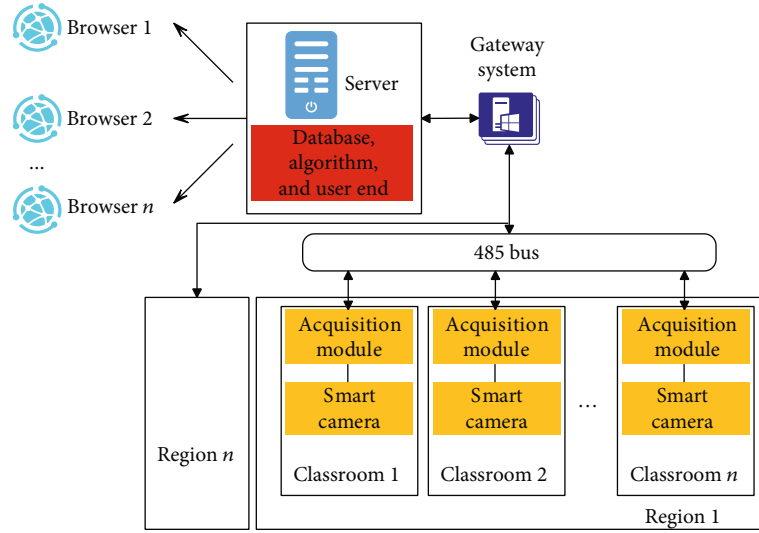 Browser 1
Browser 2
...
Browser n
Server
Database,
algorithm,
and user end
Gateway
system
485 bus
Region n
Acquisition
module
Smart
camera
Classroom 1
Acquisition
module
Smart
camera
Classroom 2
...
Acquisition
module
Smart
camera
Classroom n
Region 1